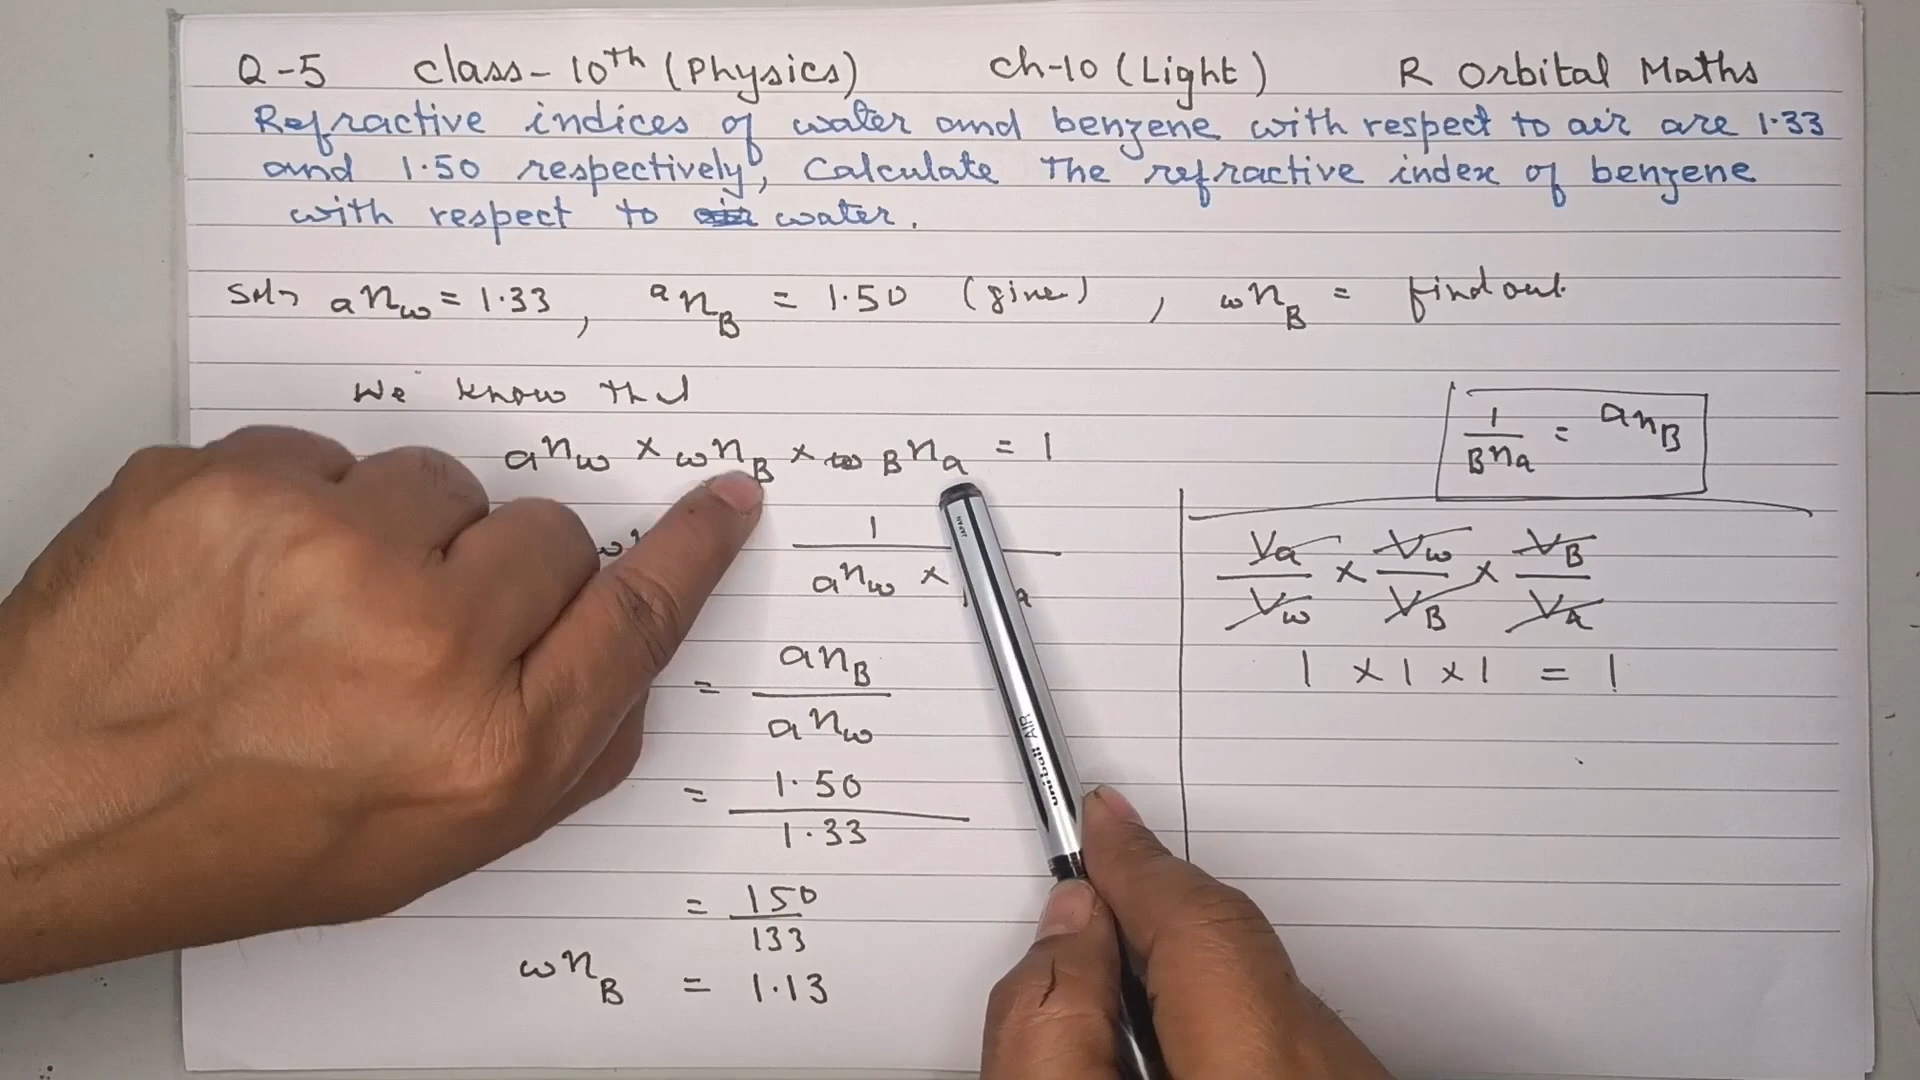 Q-5 Class-10th (Physics) Ch-10 (Light) R Orbital Maths
Refractive indices of water and benzene with respect to air are 1.33
and 1.50 respectively, Calculate The refractive index of benzene
with respect to water.
Sol→ anw = 1.33, anB = 1.50 (give), wnB = find out
We know that
anw × wnB × BnA = 1
1/Bna = anB
1/anw ×
= anB/anw
= 1.50/1.33
= 150/133
wnB = 1.13
Va/Vw × Vw/VB × VB/Va
1 × 1 × 1 = 1
uniball AIR
JAPAN